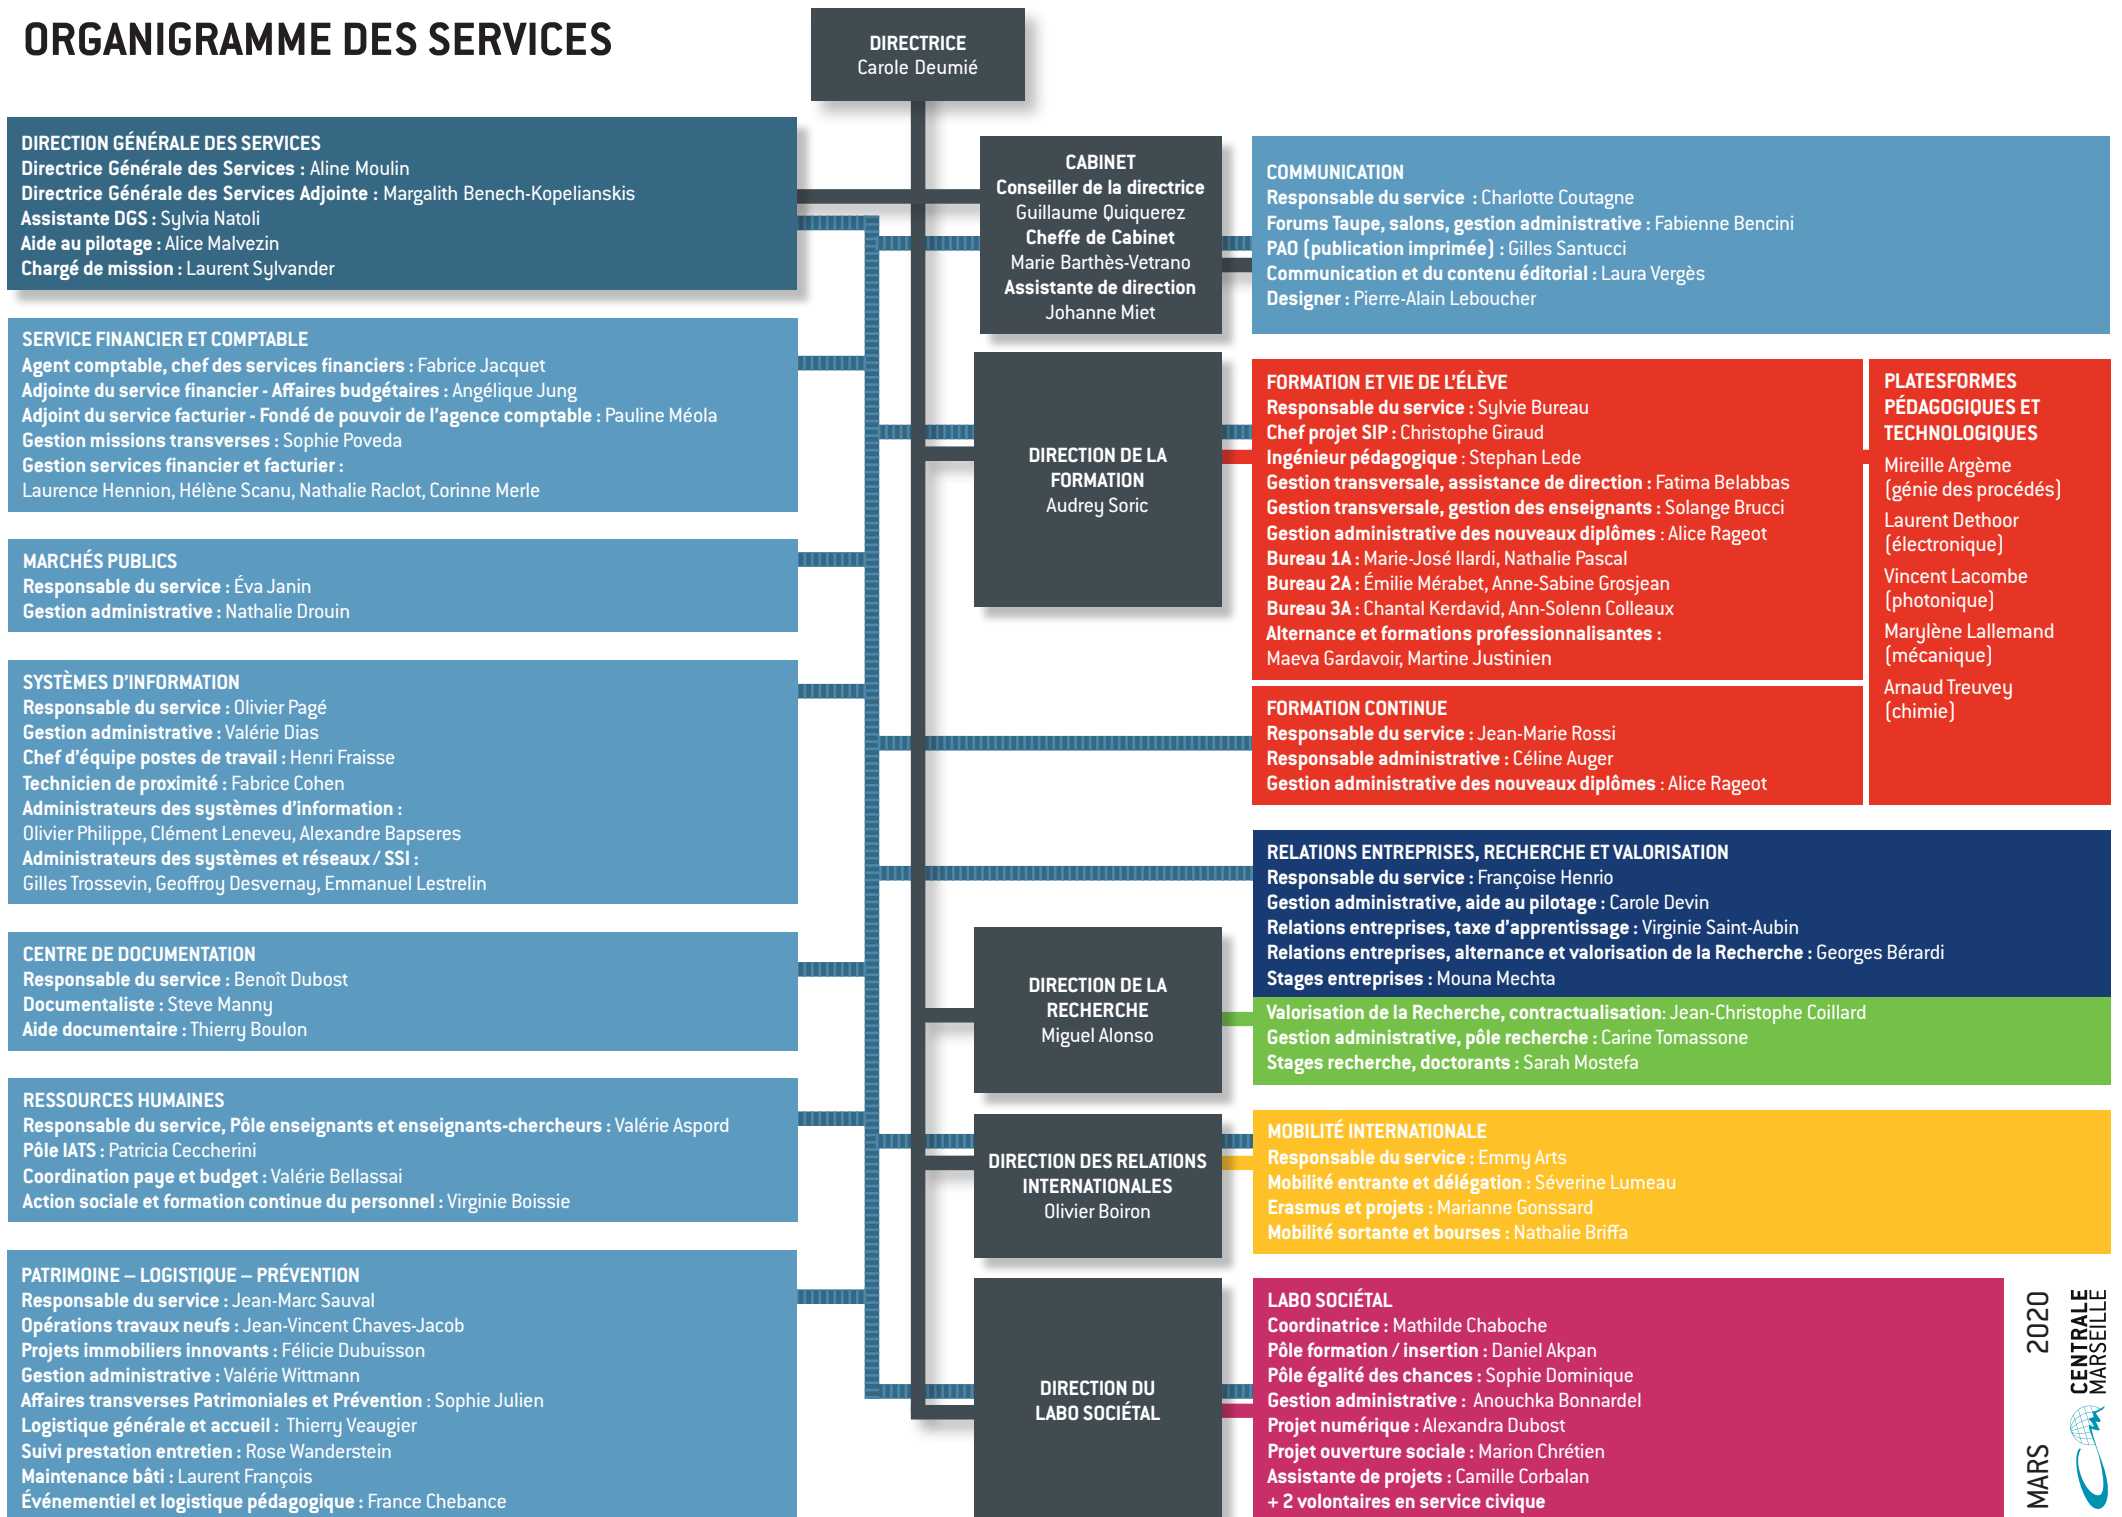 ORGANIGRAMME DES SERVICES
DIRECTRICE
Carole Deumié
DIRECTION GÉNÉRALE DES SERVICES
Directrice Générale des Services : Aline Moulin
Directrice Générale des Services Adjointe : Margalith Benech-Kopelianskis
Assistante DGS : Sylvia Natoli
Aide au pilotage : Alice Malvezin
Chargé de mission : Laurent Sylvander
SERVICE FINANCIER ET COMPTABLE
Agent comptable, chef des services financiers : Fabrice Jacquet
Adjointe du service financier - Affaires budgétaires : Angélique Jung
Adjoint du service facturier - Fondé de pouvoir de l'agence comptable : Pauline Méola
Gestion missions transverses : Sophie Poveda
Gestion services financier et facturier :
Laurence Hennion, Hélène Scanu, Nathalie Raclot, Corinne Merle
MARCHÉS PUBLICS
Responsable du service : Éva Janin
Gestion administrative : Nathalie Drouin
SYSTÈMES D'INFORMATION
Responsable du service : Olivier Pagé
Gestion administrative : Valérie Dias
Chef d'équipe postes de travail : Henri Fraisse
Technicien de proximité : Fabrice Cohen
Administrateurs des systèmes d'information :
Olivier Philippe, Clément Leneveu, Alexandre Bapseres
Administrateurs des systèmes et réseaux / SSI :
Gilles Trossevin, Geoffroy Desvernay, Emmanuel Lestrelin
CENTRE DE DOCUMENTATION
Responsable du service : Benoît Dubost
Documentaliste : Steve Manny
Aide documentaire : Thierry Boulon
RESSOURCES HUMAINES
Responsable du service, Pôle enseignants et enseignants-chercheurs : Valérie Aspord
Pôle IATS : Patricia Ceccherini
Coordination paye et budget : Valérie Bellassai
Action sociale et formation continue du personnel : Virginie Boissie
PATRIMOINE – LOGISTIQUE – PRÉVENTION
Responsable du service : Jean-Marc Sauval
Opérations travaux neufs : Jean-Vincent Chaves-Jacob
Projets immobiliers innovants : Félicie Dubuisson
Gestion administrative : Valérie Wittmann
Affaires transverses Patrimoniales et Prévention : Sophie Julien
Logistique générale et accueil : Thierry Veaugier
Suivi prestation entretien : Rose Wanderstein
Maintenance bâti : Laurent François
Événementiel et logistique pédagogique : France Chebance
CABINET
Conseiller de la directrice
Guillaume Quiquerez
Cheffe de Cabinet
Marie Barthès-Vetrano
Assistante de direction
Johanne Miet
COMMUNICATION
Responsable du service : Charlotte Coutagne
Forums Taupe, salons, gestion administrative : Fabienne Bencini
PAO (publication imprimée) : Gilles Santucci
Communication et du contenu éditorial : Laura Vergès
Designer : Pierre-Alain Leboucher
DIRECTION DE LA
FORMATION
Audrey Soric
FORMATION ET VIE DE L'ÉLÈVE
Responsable du service : Sylvie Bureau
Chef projet SIP : Christophe Giraud
Ingénieur pédagogique : Stephan Lede
Gestion transversale, assistance de direction : Fatima Belabbas
Gestion transversale, gestion des enseignants : Solange Brucci
Gestion administrative des nouveaux diplômes : Alice Rageot
Bureau 1A : Marie-José Ilardi, Nathalie Pascal
Bureau 2A : Émilie Mérabet, Anne-Sabine Grosjean
Bureau 3A : Chantal Kerdavid, Ann-Solenn Colleaux
Alternance et formations professionnalisantes :
Maeva Gardavoir, Martine Justinien
FORMATION CONTINUE
Responsable du service : Jean-Marie Rossi
Responsable administrative : Céline Auger
Gestion administrative des nouveaux diplômes : Alice Rageot
PLATESFORMES
PÉDAGOGIQUES ET
TECHNOLOGIQUES
Mireille Argème
(génie des procédés)
Laurent Dethoor
(électronique)
Vincent Lacombe
(photonique)
Marylène Lallemand
(mécanique)
Arnaud Treuvey
(chimie)
RELATIONS ENTREPRISES, RECHERCHE ET VALORISATION
Responsable du service : Françoise Henrio
Gestion administrative, aide au pilotage : Carole Devin
Relations entreprises, taxe d'apprentissage : Virginie Saint-Aubin
Relations entreprises, alternance et valorisation de la Recherche : Georges Bérardi
Stages entreprises : Mouna Mechta
DIRECTION DE LA
RECHERCHE
Miguel Alonso
Valorisation de la Recherche, contractualisation: Jean-Christophe Coillard
Gestion administrative, pôle recherche : Carine Tomassone
Stages recherche, doctorants : Sarah Mostefa
DIRECTION DES RELATIONS
INTERNATIONALES
Olivier Boiron
MOBILITÉ INTERNATIONALE
Responsable du service : Emmy Arts
Mobilité entrante et délégation : Séverine Lumeau
Erasmus et projets : Marianne Gonssard
Mobilité sortante et bourses : Nathalie Briffa
DIRECTION DU
LABO SOCIÉTAL
LABO SOCIÉTAL
Coordinatrice : Mathilde Chaboche
Pôle formation / insertion : Daniel Akpan
Pôle égalité des chances : Sophie Dominique
Gestion administrative : Anouchka Bonnardel
Projet numérique : Alexandra Dubost
Projet ouverture sociale : Marion Chrétien
Assistante de projets : Camille Corbalan
+ 2 volontaires en service civique
MARS 2020
CENTRALE
MARSEILLE